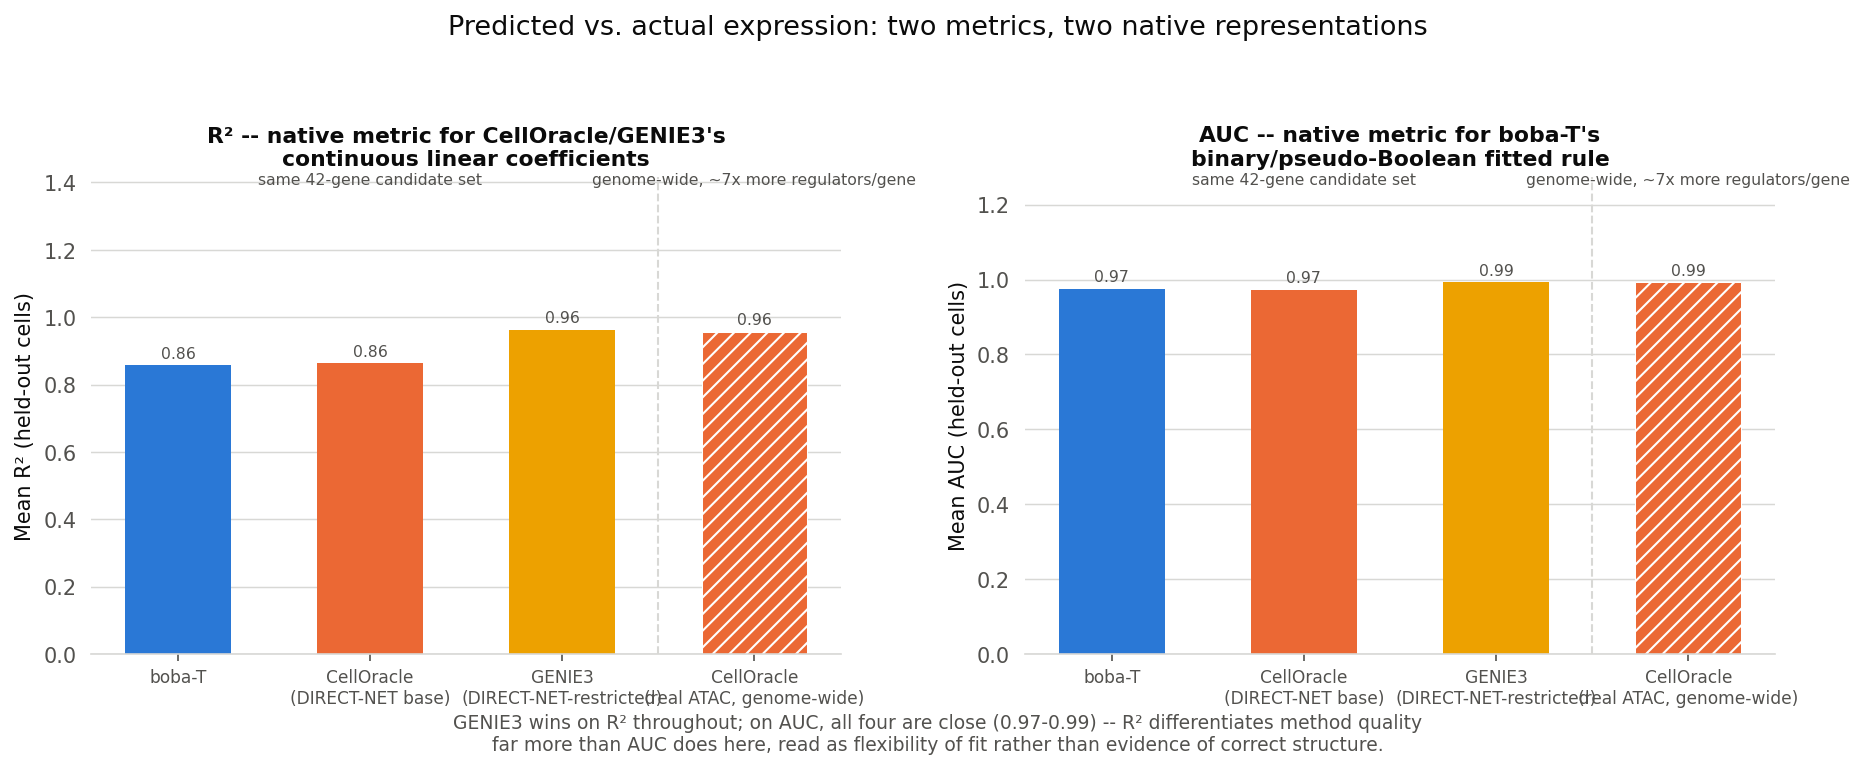 Predicted vs. actual expression: two metrics, two native representations
R² -- native metric for CellOracle/GENIE3's
continuous linear coefficients
same 42-gene candidate set
genome-wide, ~7x more regulators/gene
Mean R² (held-out cells)
1.4
1.2
1.0
0.8
0.6
0.4
0.2
0.0
0.86
0.86
0.96
0.96
boba-T
CellOracle
(DIRECT-NET base)
GENIE3
(DIRECT-NET-restricted)
CellOracle
(real ATAC, genome-wide)
AUC -- native metric for boba-T's
binary/pseudo-Boolean fitted rule
same 42-gene candidate set
genome-wide, ~7x more regulators/gene
Mean AUC (held-out cells)
1.2
1.0
0.8
0.6
0.4
0.2
0.0
0.97
0.97
0.99
0.99
boba-T
CellOracle
(DIRECT-NET base)
GENIE3
(DIRECT-NET-restricted)
CellOracle
(real ATAC, genome-wide)
GENIE3 wins on R² throughout; on AUC, all four are close (0.97-0.99) -- R² differentiates method quality
far more than AUC does here, read as flexibility of fit rather than evidence of correct structure.